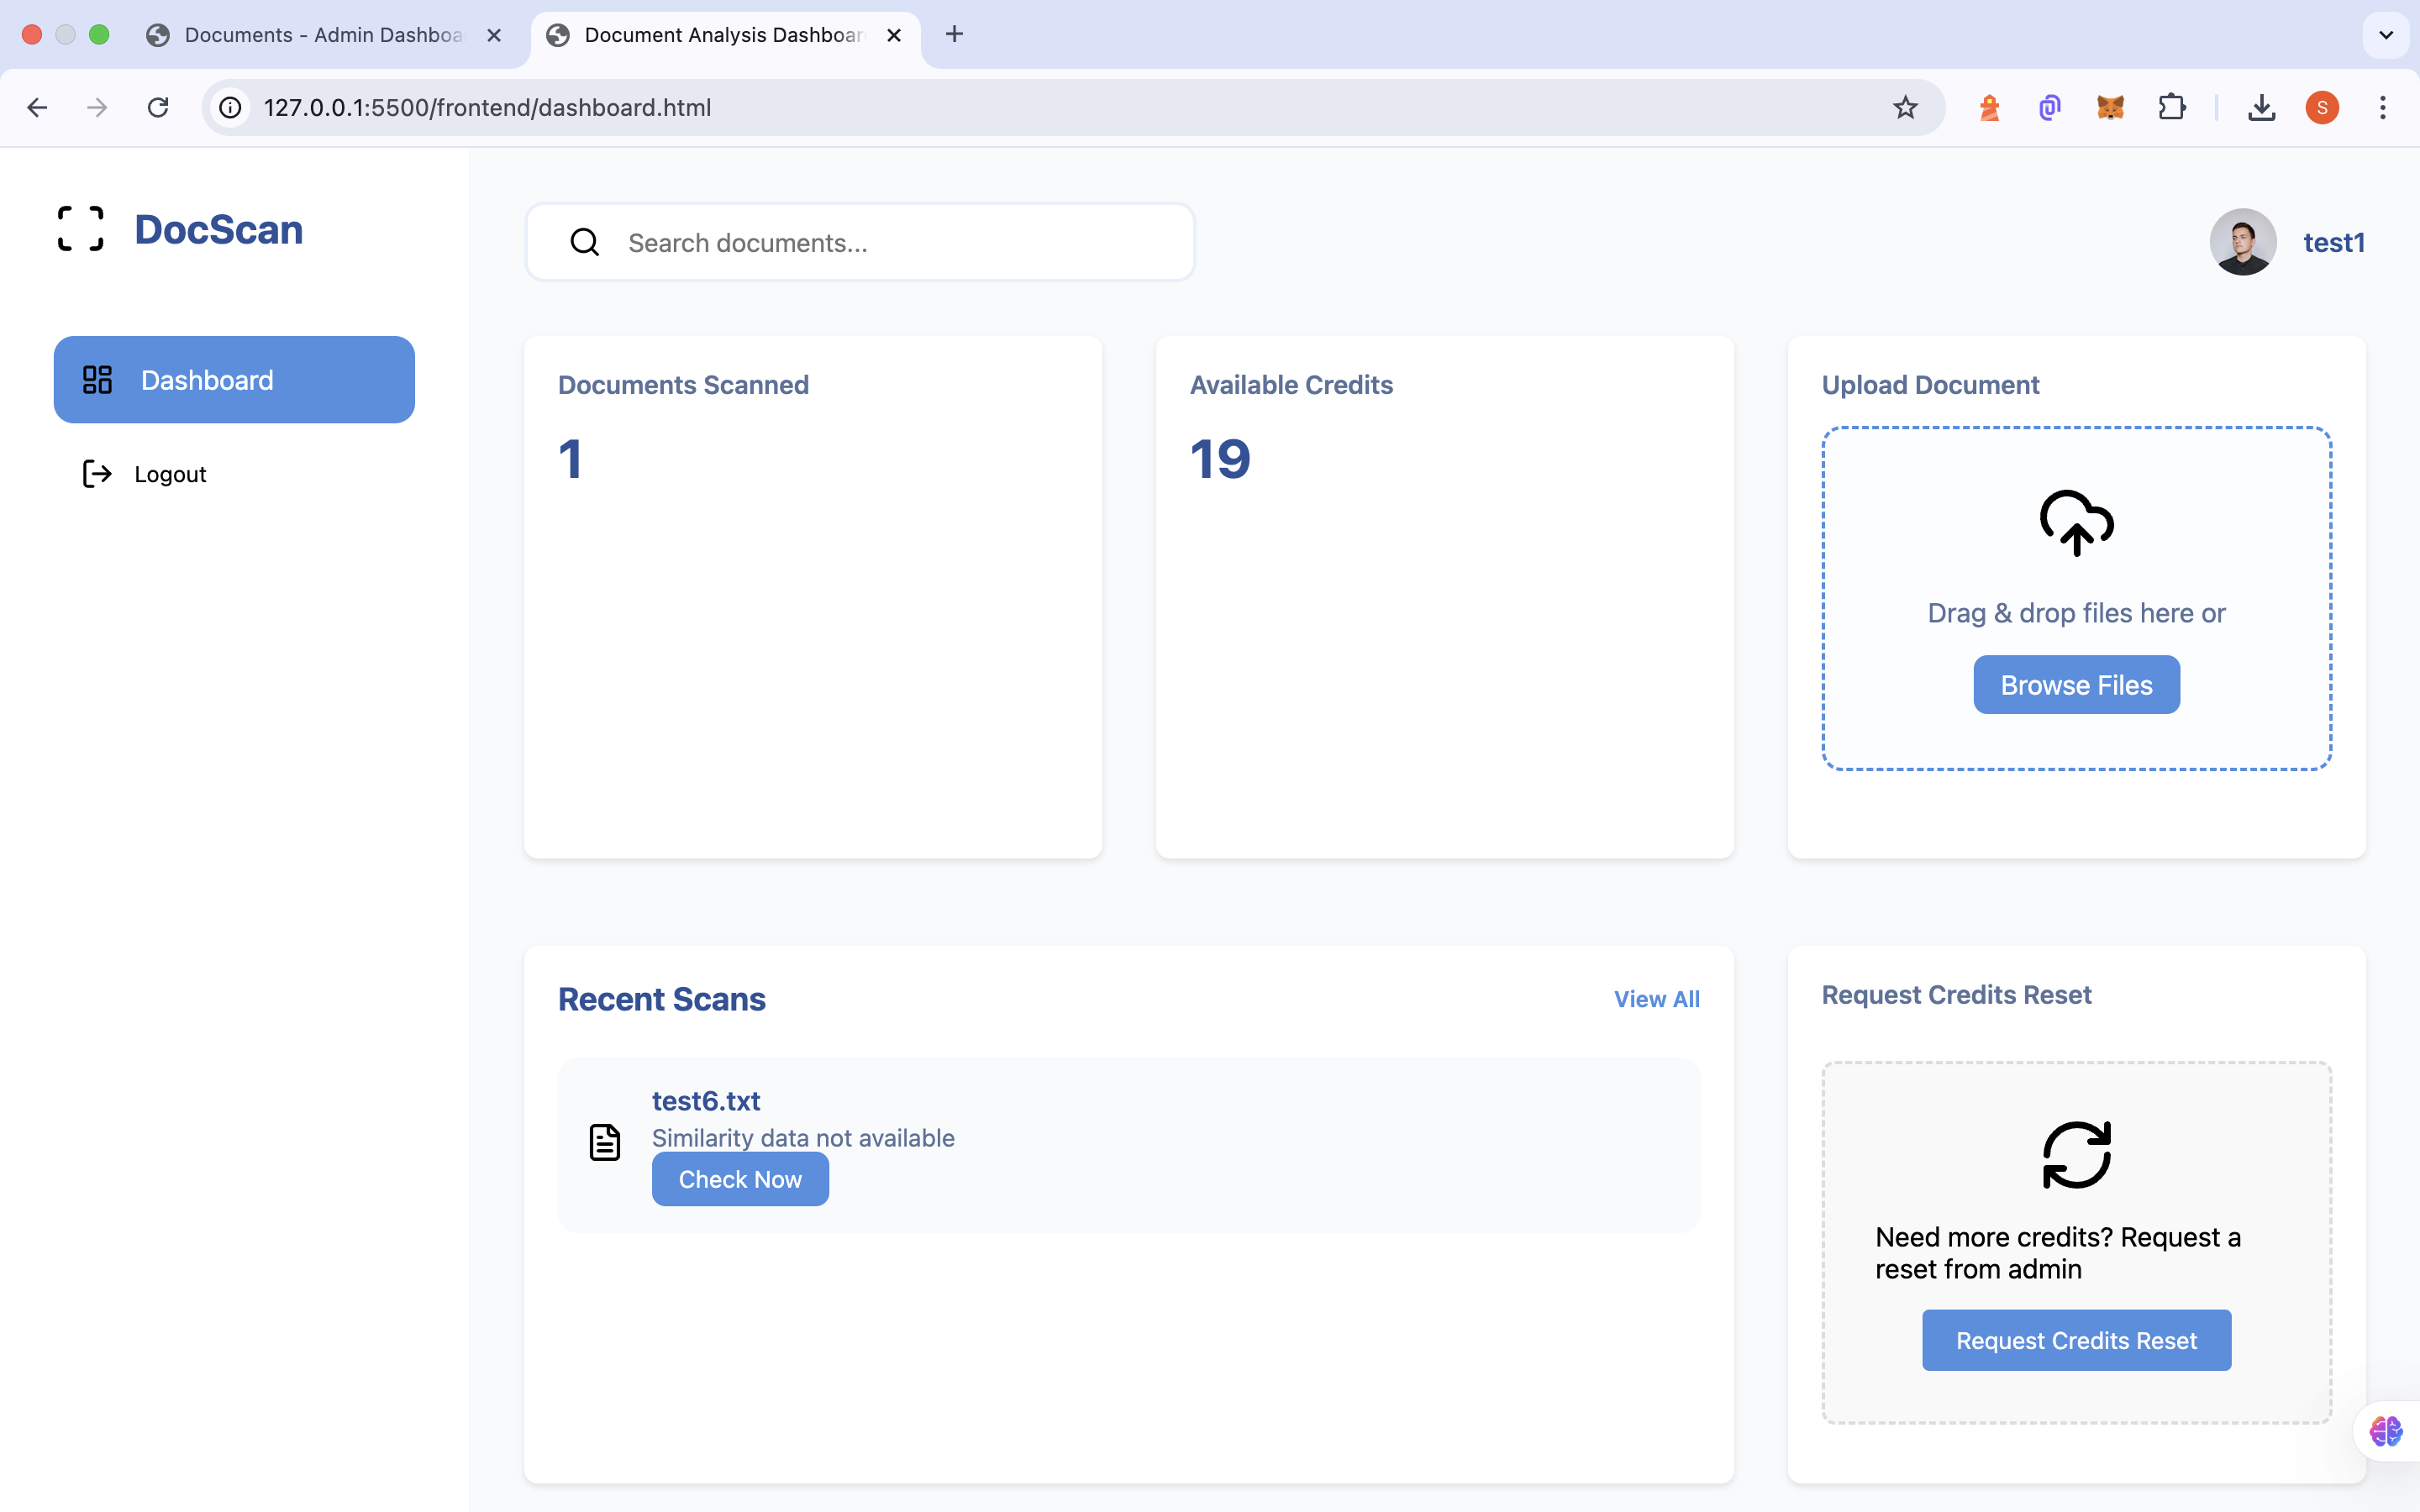 Documents - Admin Dashboa
Document Analysis Dashboar
127.0.0.1:5500/frontend/dashboard.html
S
DocScan
Search documents...
test1
Dashboard
Logout
Documents Scanned
1
Available Credits
19
Upload Document
Drag & drop files here or
Browse Files
Recent Scans
View All
test6.txt
Similarity data not available
Check Now
Request Credits Reset
Need more credits? Request a
reset from admin
Request Credits Reset